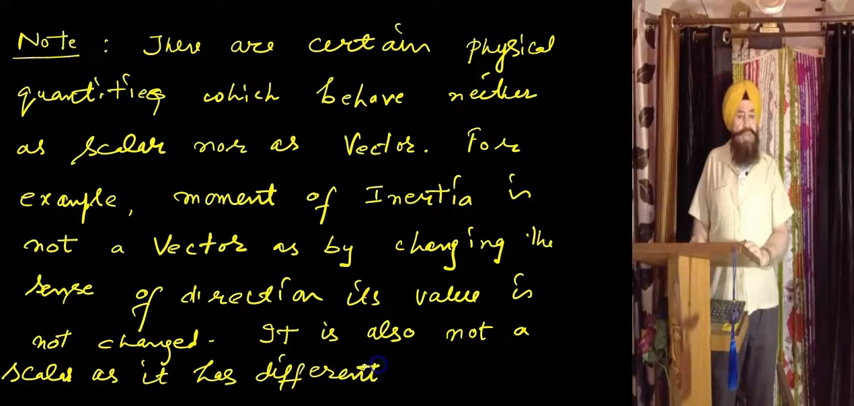 Note : There are certain physical
quantities which behave neither
as scalar nor as Vector. For
example, moment of Inertia is
not a Vector as by changing the
sense of direction its value is
not changed. It is also not a
scalar as it has different